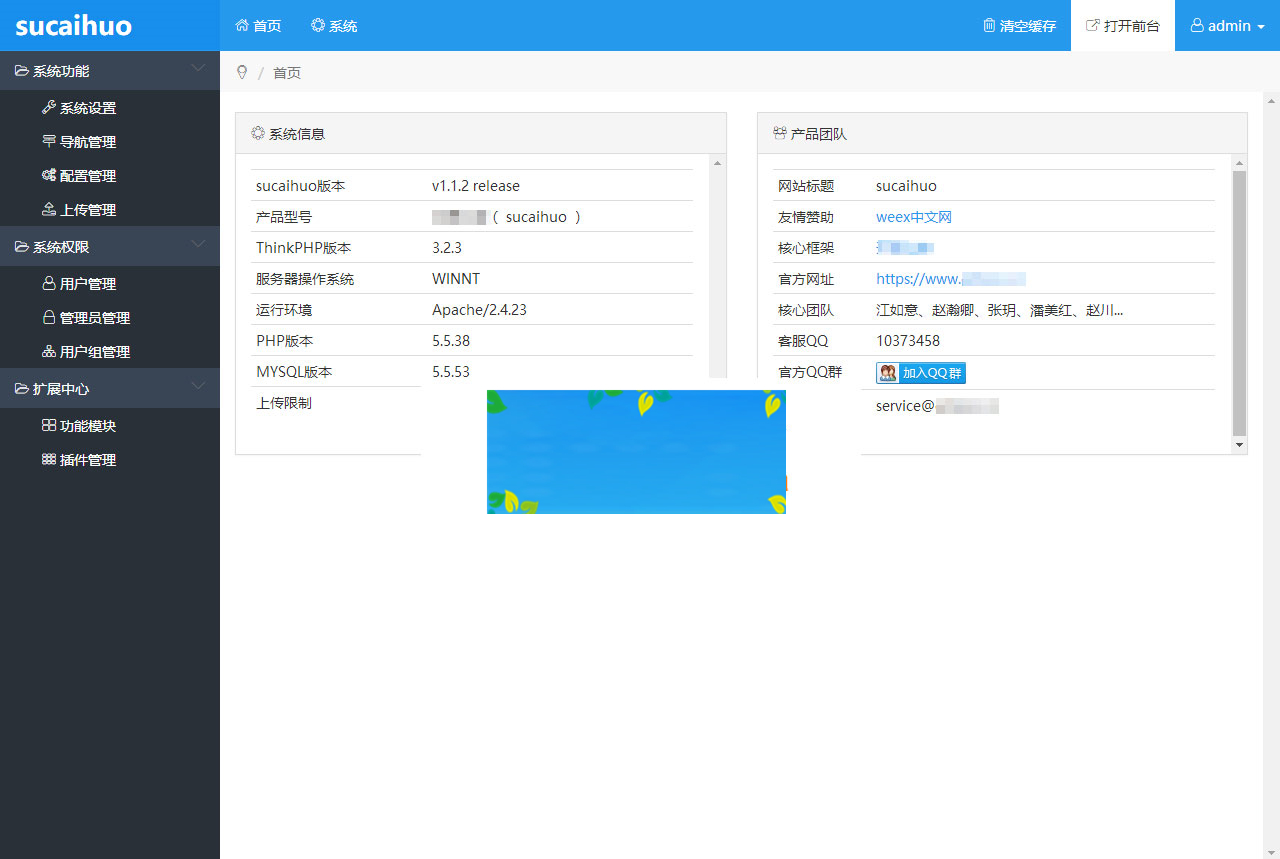 sucaihuo
首页
系统
清空缓存
打开前台
admin
系统功能
系统设置
导航管理
配置管理
上传管理
系统权限
用户管理
管理员管理
用户组管理
扩展中心
功能模块
插件管理
/ 首页
系统信息
sucaihuo版本 v1.1.2 release
产品型号 ( sucaihuo )
ThinkPHP版本 3.2.3
服务器操作系统 WINNT
运行环境 Apache/2.4.23
PHP版本 5.5.38
MYSQL版本 5.5.53
上传限制
产品团队
网站标题 sucaihuo
友情赞助 weex中文网
核心框架
官方网址 https://www.
核心团队 江如意、赵瀚卿、张玥、潘美红、赵川...
客服QQ 10373458
官方QQ群 加入QQ群
service@